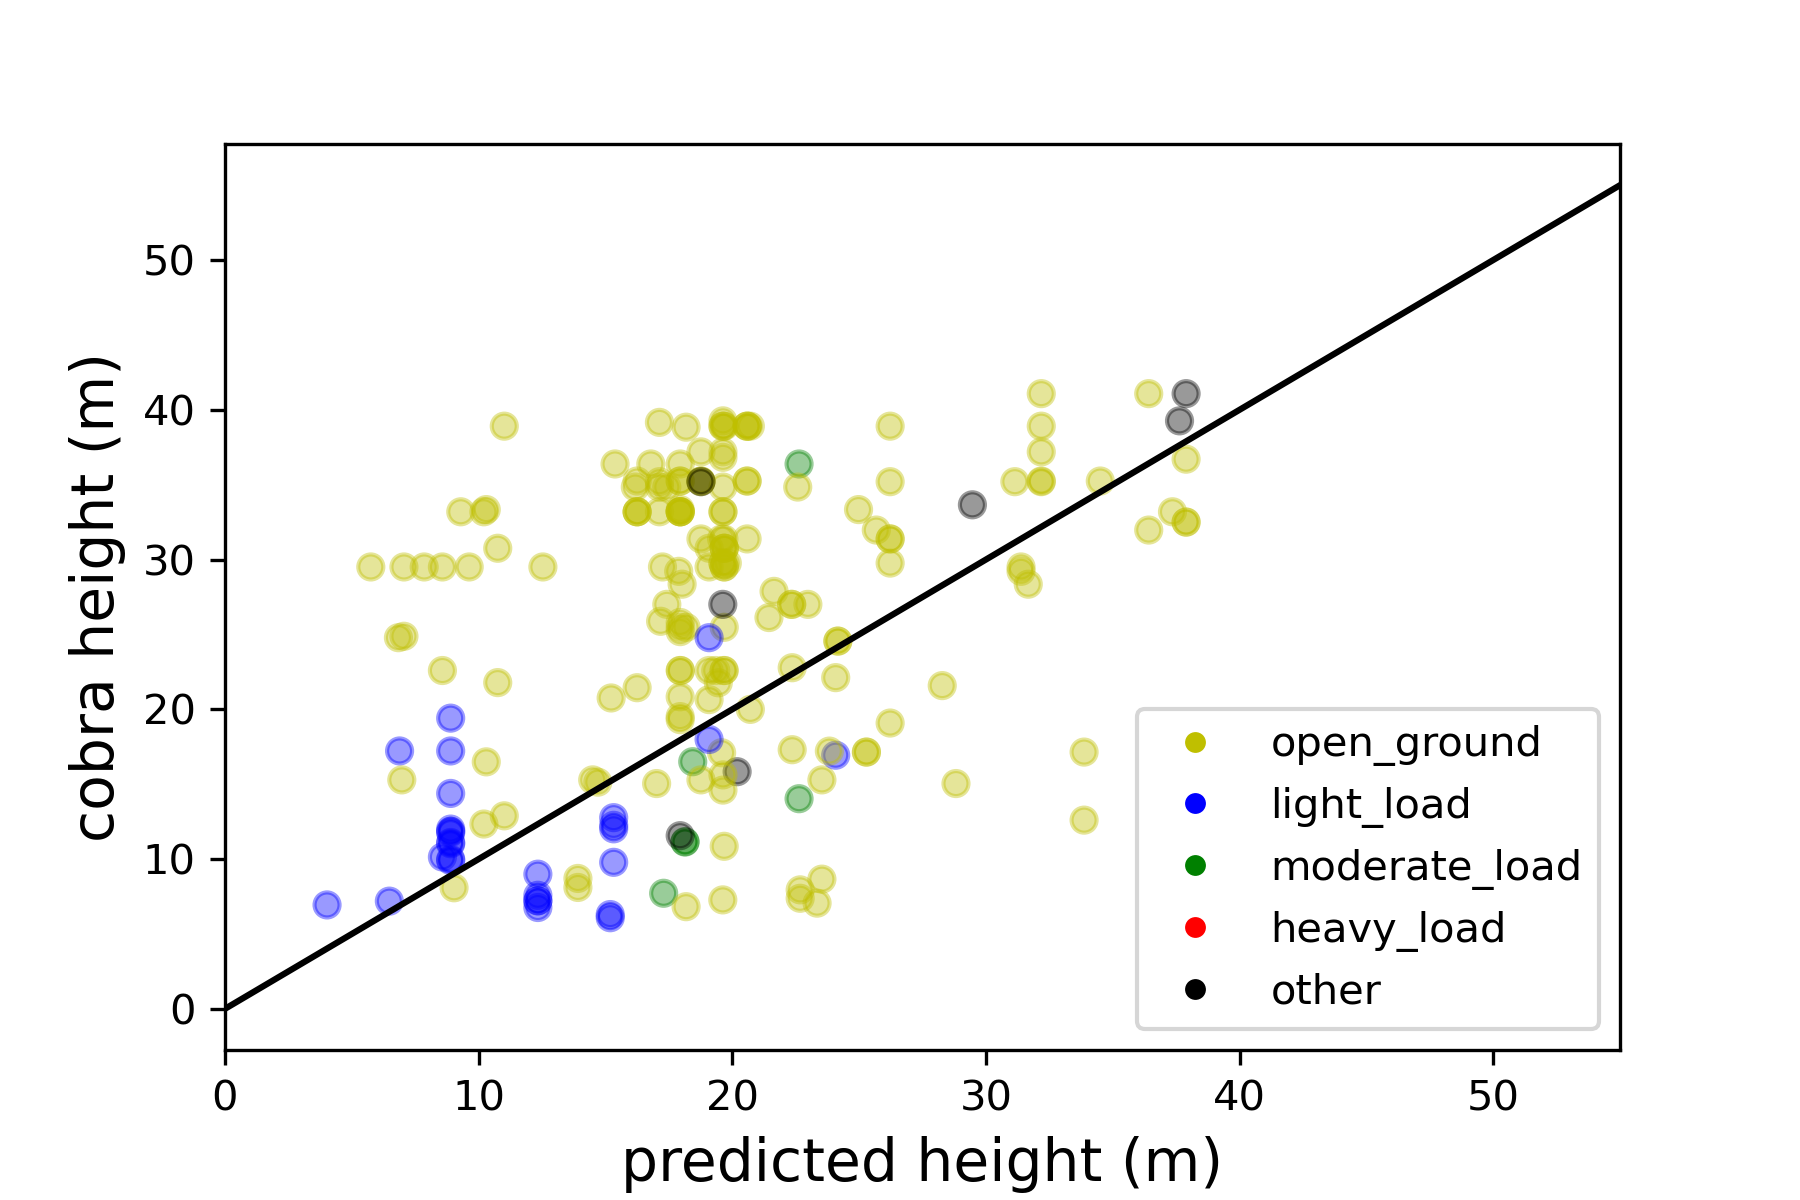 50
40
30
20
10
0
0 10 20 30 40 50
cobra height (m)
predicted height (m)
open_ground
light_load
moderate_load
heavy_load
other